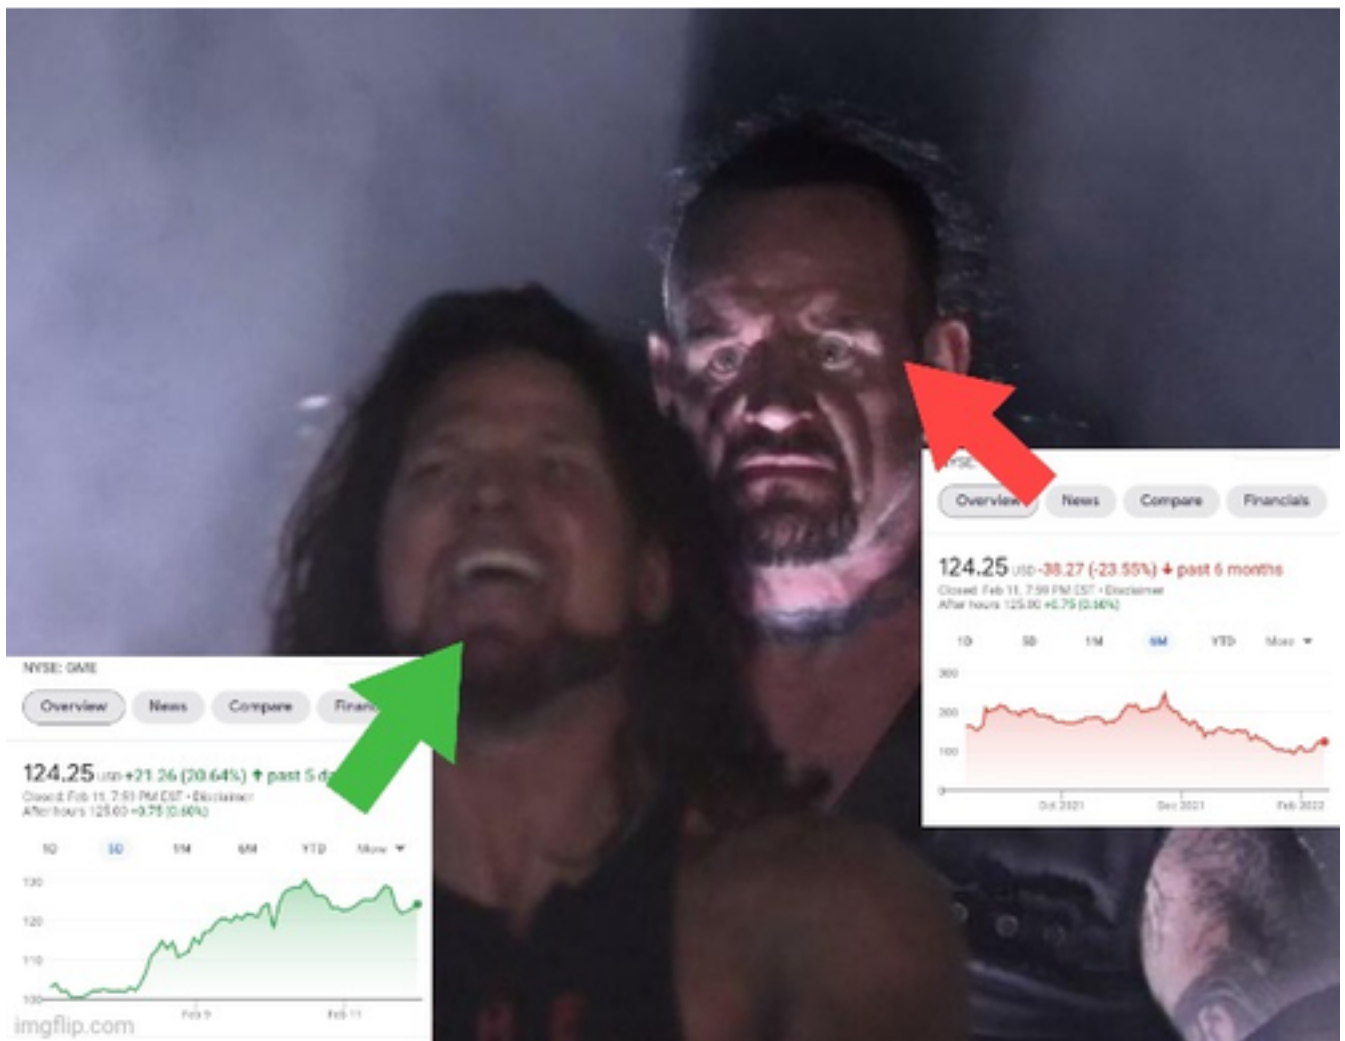 NYSE: GME
Overview News Compare
124.25 USD +21.26 (20.64%) ↑ past 5
Closed: Feb 11, 7:59 PM EST • Disclaimer
After hours 125.00 +0.75 (0.60%)
1D 5D 1M 6M YTD More
130
120
110
100
Feb 9 Feb 11
imgflip.com
NYSE:
Overview News Compare Financials
124.25 USD -38.27 (-23.55%) ↓ past 6 months
Closed: Feb 11, 7:59 PM EST • Disclaimer
After hours 125.00 +0.75 (0.60%)
1D 5D 1M 6M YTD More
300
200
100
0
Oct 2021 Dec 2021 Feb 2022